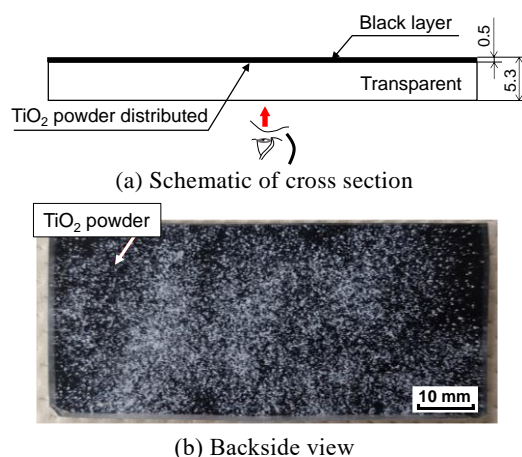 Black layer
0.5
5.3
Transparent
TiO₂ powder distributed
(a) Schematic of cross section
TiO₂ powder
10 mm
(b) Backside view